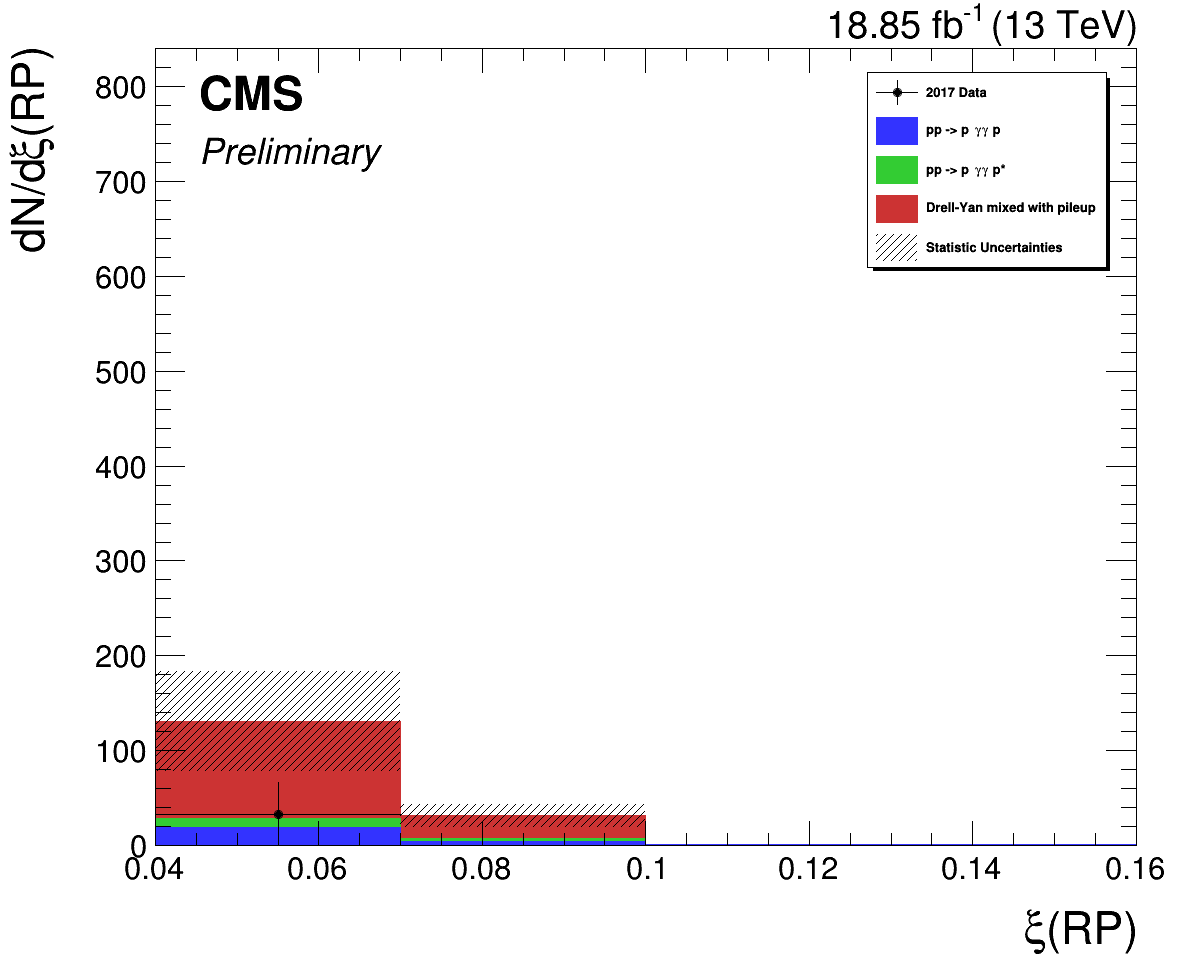 18.85 fb⁻¹ (13 TeV)
dN/dξ(RP)
CMS
Preliminary
2017 Data
pp -> p γγ p
pp -> p γγ p*
Drell-Yan mixed with pileup
Statistic Uncertainties
800
700
600
500
400
300
200
100
0
0.04 0.06 0.08 0.1 0.12 0.14 0.16
ξ(RP)